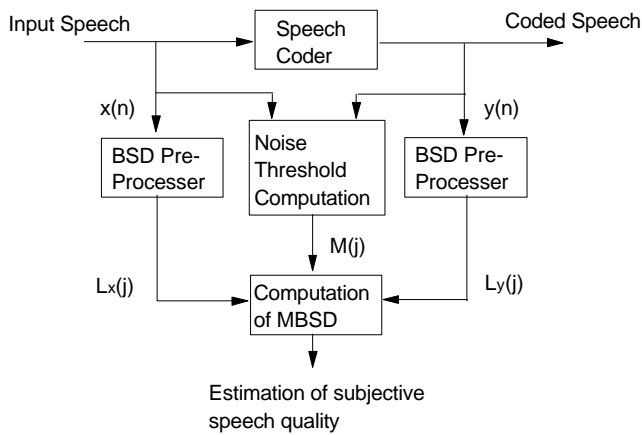 Input Speech
Speech
Coder
Coded Speech
x(n)
y(n)
BSD Pre-
Processer
Noise
Threshold
Computation
BSD Pre-
Processer
M(j)
Lx(j)
Computation
of MBSD
Ly(j)
Estimation of subjective
speech quality